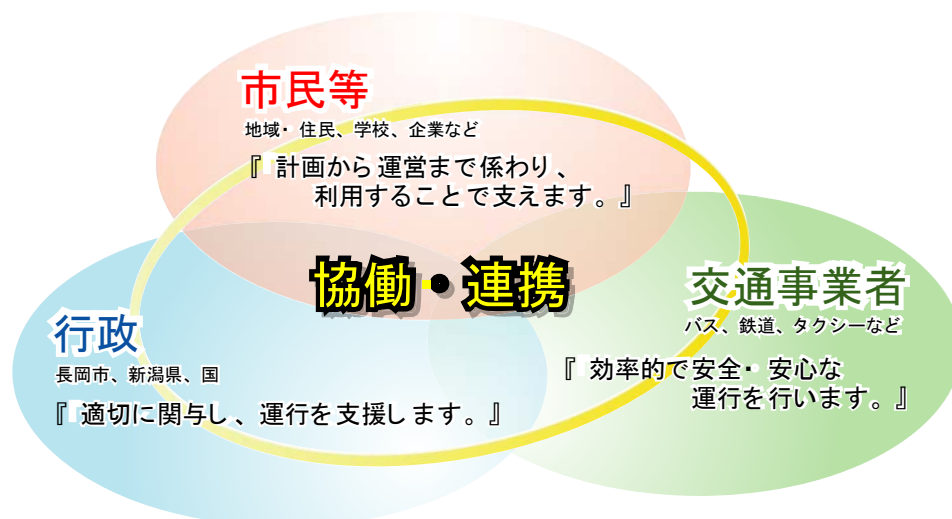 市民等
地域・住民、学校、企業など
『計画から運営まで係わり、
利用することで支えます。』
協働・連携
交通事業者
バス、鉄道、タクシーなど
『効率的で安全・安心な
運行を行います。』
行政
長岡市、新潟県、国
『適切に関与し、運行を支援します。』